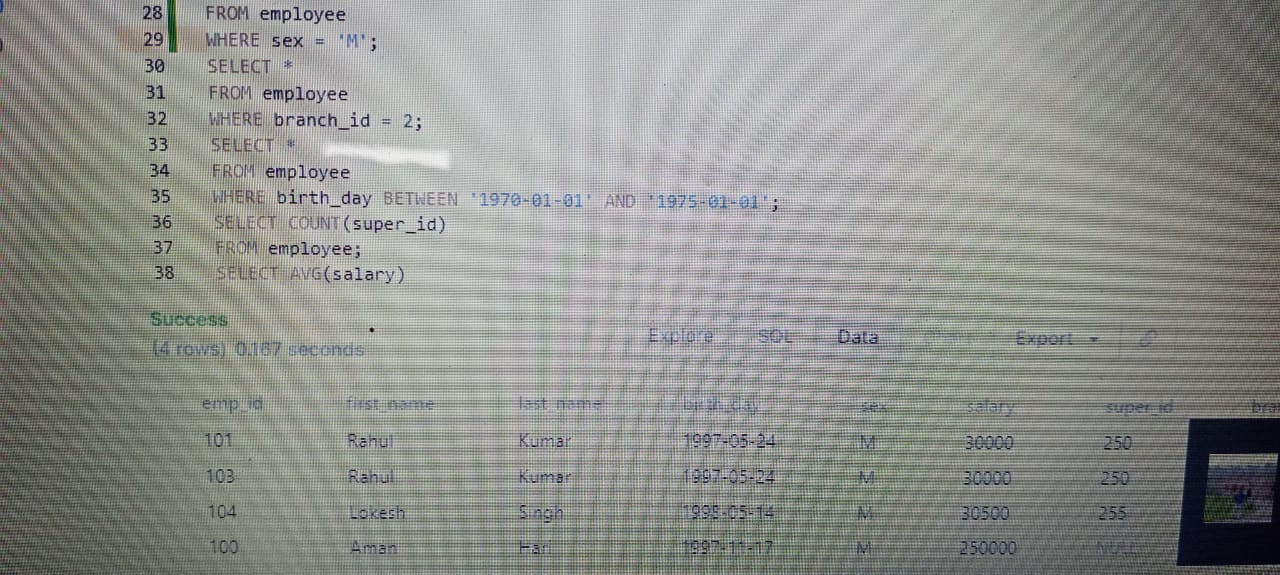 28 FROM employee
29 WHERE sex = 'M';
30 SELECT *
31 FROM employee
32 WHERE branch_id = 2;
33 SELECT *
34 FROM employee
35 WHERE birth_day BETWEEN '1970-01-01' AND '1975-01-01';
36 SELECT COUNT(super_id)
37 FROM employee;
38 SELECT AVG(salary)
Success
(4 rows) 0.167 seconds
Explore SQL Data Export
emp_id first_name last_name birth_day sex salary super_id bra
101 Rahul Kumar 1997-05-24 M 30000 250
103 Rahul Kumar 1997-05-24 M 30000 250
104 Lokesh Singh 1998-05-14 M 30500 255
100 Aman Hari 1997-11-17 M 250000 NULL